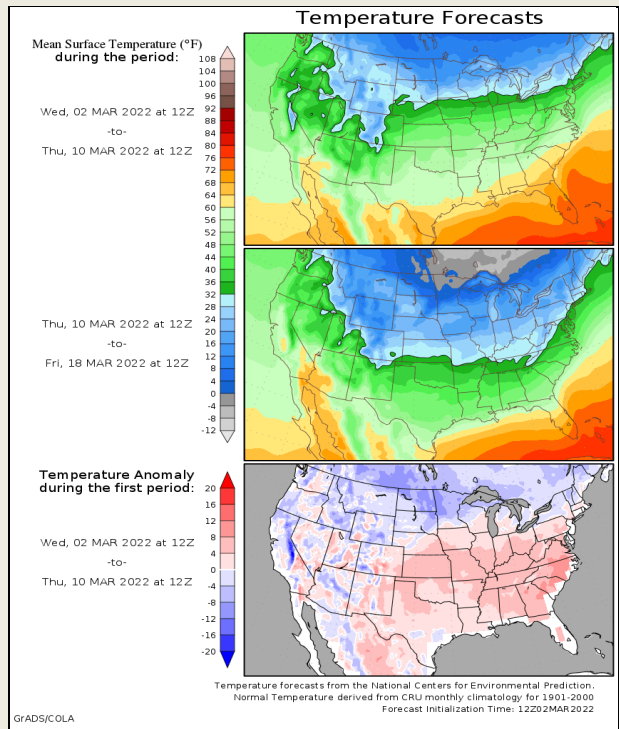 Temperature Forecasts
Mean Surface Temperature (°F)
during the period:
108
104
100
96
92
88
84
80
76
72
68
64
60
56
52
48
44
40
36
32
28
24
20
16
12
8
4
0
-4
-8
-12
Wed, 02 MAR 2022 at 12Z
-to-
Thu, 10 MAR 2022 at 12Z
Thu, 10 MAR 2022 at 12Z
-to-
Fri, 18 MAR 2022 at 12Z
Temperature Anomaly
during the first period:
20
16
12
8
4
0
-4
-8
-12
-16
-20
Wed, 02 MAR 2022 at 12Z
-to-
Thu, 10 MAR 2022 at 12Z
Temperature forecasts from the National Centers for Environmental Prediction.
Normal Temperature derived from CRU monthly climatology for 1901-2000
Forecast Initialization Time: 12Z02MAR2022
GrADS/COLA